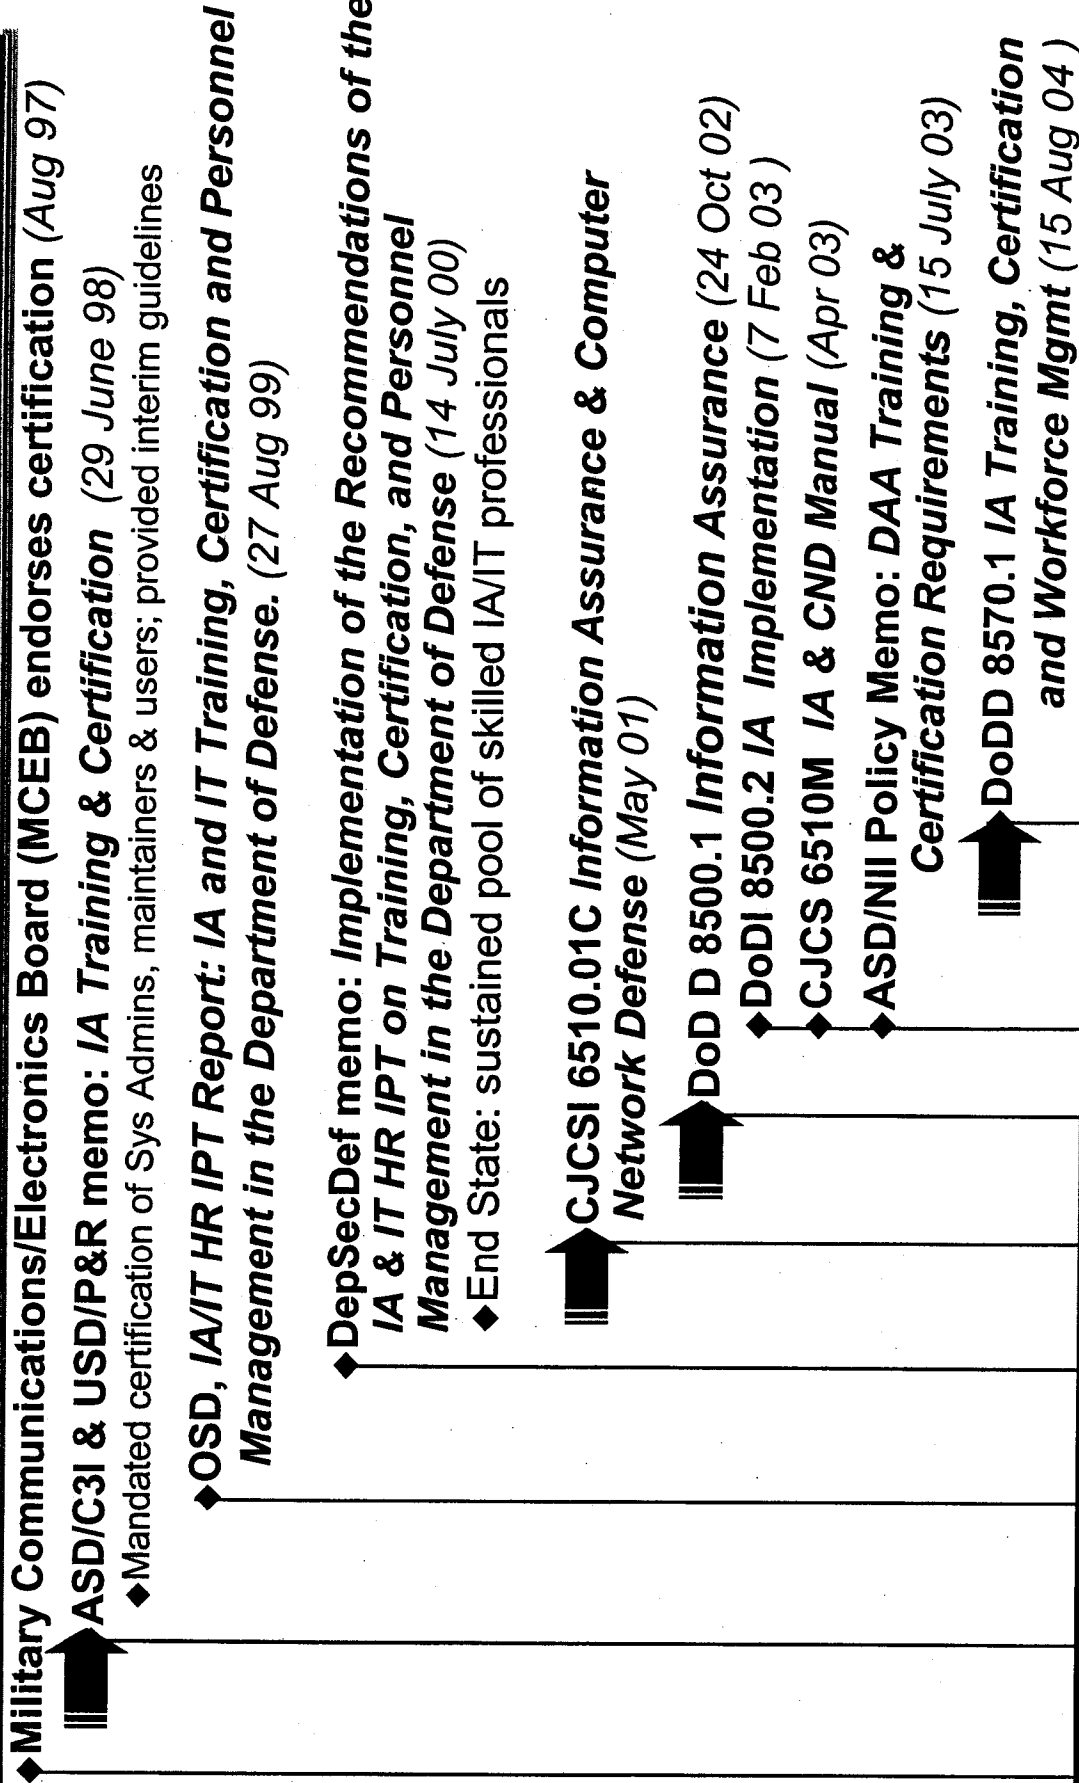 ◆Military Communications/Electronics Board (MCEB) endorses certification (Aug 97)
ASD/C3I & USD/P&R memo: IA Training & Certification (29 June 98)
◆Mandated certification of Sys Admins, maintainers & users; provided interim guidelines
◆OSD, IA/IT HR IPT Report: IA and IT Training, Certification and Personnel
Management in the Department of Defense. (27 Aug 99)
◆DepSecDef memo: Implementation of the Recommendations of the
IA & IT HR IPT on Training, Certification, and Personnel
Management in the Department of Defense (14 July 00)
◆End State: sustained pool of skilled IA/IT professionals
CJCSI 6510.01C Information Assurance & Computer
Network Defense (May 01)
DoD D 8500.1 Information Assurance (24 Oct 02)
◆DoDI 8500.2 IA Implementation (7 Feb 03 )
◆CJCS 6510M IA & CND Manual (Apr 03)
◆ASD/NII Policy Memo: DAA Training &
Certification Requirements (15 July 03)
DoDD 8570.1 IA Training, Certification
and Workforce Mgmt (15 Aug 04 )